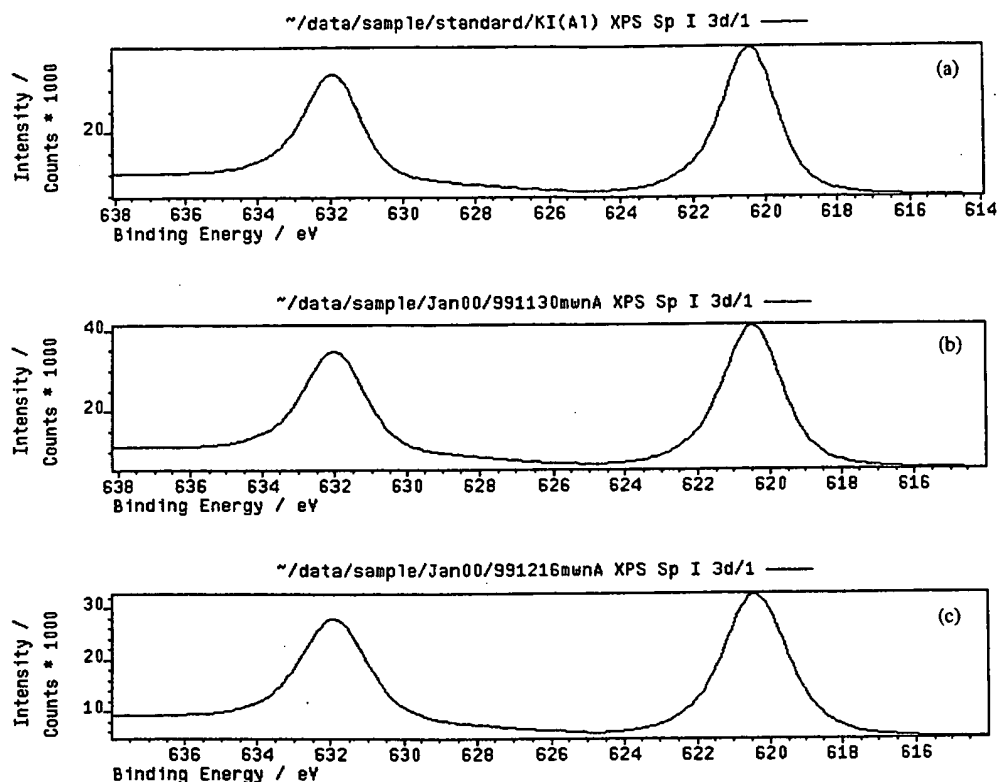 ~/data/sample/standard/KI(Al) XPS Sp I 3d/1
(a)
Intensity /
Counts * 1000
20
638 636 634 632 630 628 626 624 622 620 618 616 614
Binding Energy / eV
~/data/sample/Jan00/991130mwnA XPS Sp I 3d/1
(b)
Intensity /
Counts * 1000
40
20
638 636 634 632 630 628 626 624 622 620 618 616
Binding Energy / eV
~/data/sample/Jan00/991216mwnA XPS Sp I 3d/1
(c)
Intensity /
Counts * 1000
30
20
10
636 634 632 630 628 626 624 622 620 618 616
Binding Energy / eV